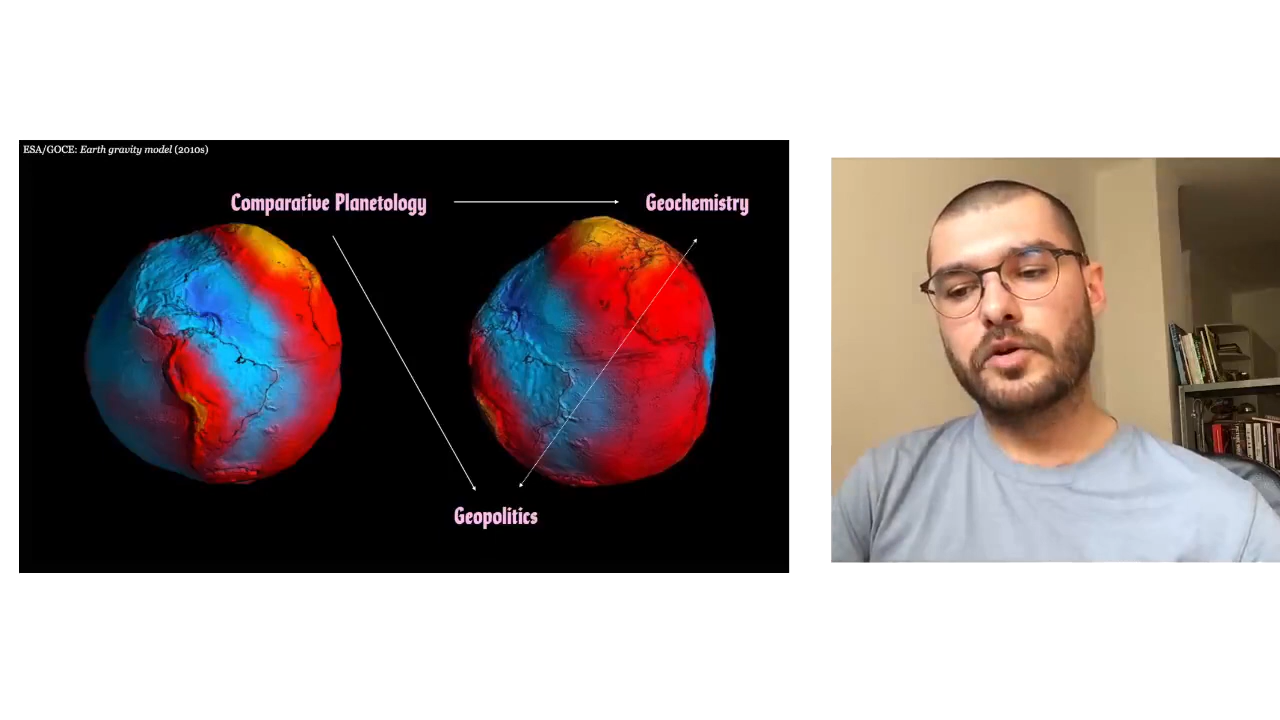 ESA/GOCE: Earth gravity model (2010s)
Comparative Planetology
Geochemistry
Geopolitics